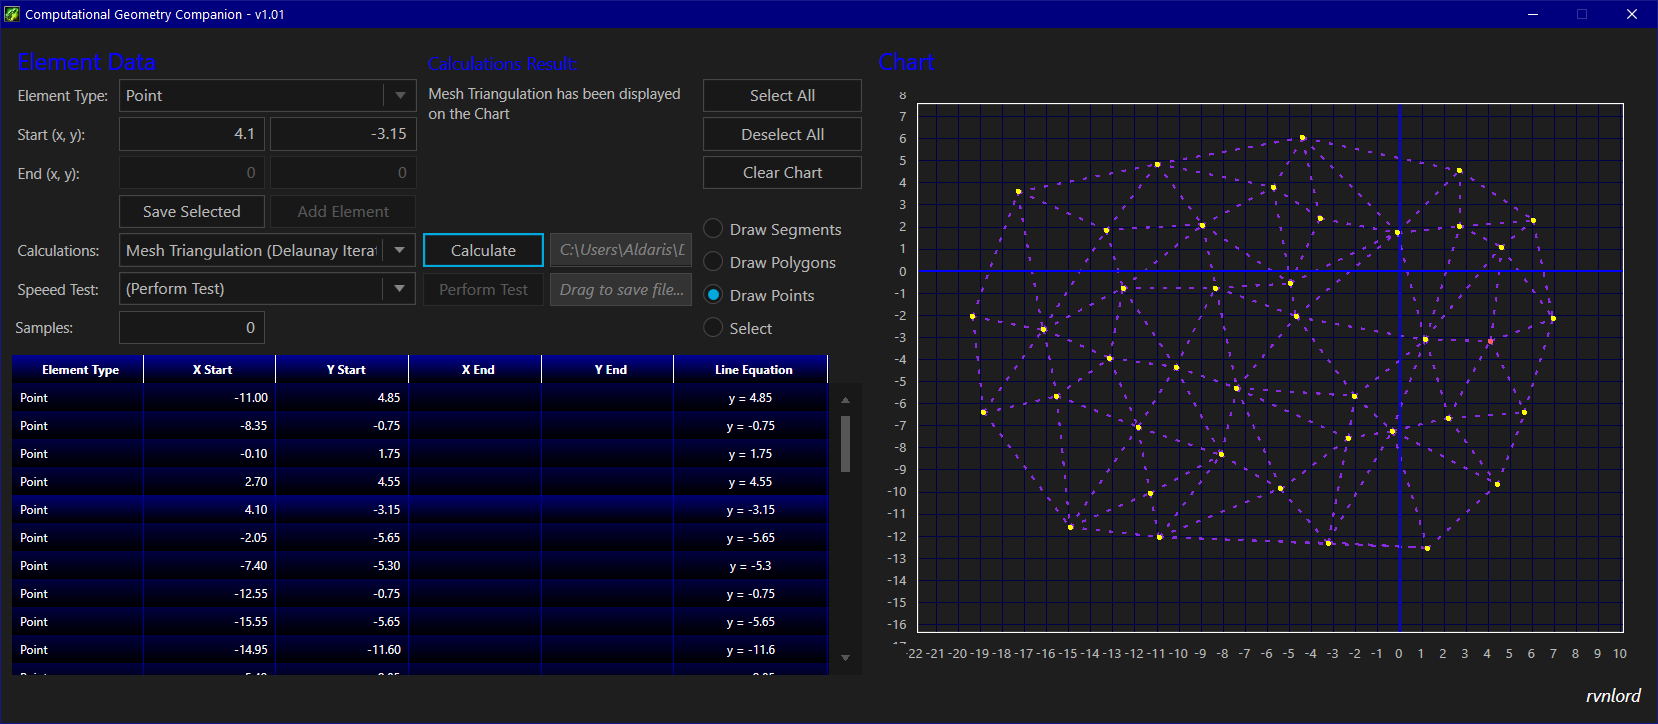 Computational Geometry Companion - v1.01
Element Data
Calculations Result:
Chart
Element Type: Point
Mesh Triangulation has been displayed
on the Chart
Select All
Start (x, y): 4.1 -3.15
Deselect All
End (x, y): 0 0
Clear Chart
Save Selected Add Element
Draw Segments
Calculations: Mesh Triangulation (Delaunay Iterat Calculate C:\Users\Aldaris\
Draw Polygons
Speeed Test: (Perform Test) Perform Test Drag to save file...
Draw Points
Samples: 0
Select
Element Type X Start Y Start X End Y End Line Equation
Point -11.00 4.85 y = 4.85
Point -8.35 -0.75 y = -0.75
Point -0.10 1.75 y = 1.75
Point 2.70 4.55 y = 4.55
Point 4.10 -3.15 y = -3.15
Point -2.05 -5.65 y = -5.65
Point -7.40 -5.30 y = -5.3
Point -12.55 -0.75 y = -0.75
Point -15.55 -5.65 y = -5.65
Point -14.95 -11.60 y = -11.6
8
7
6
5
4
3
2
1
0
-1
-2
-3
-4
-5
-6
-7
-8
-9
-10
-11
-12
-13
-14
-15
-16
-22 -21 -20 -19 -18 -17 -16 -15 -14 -13 -12 -11 -10 -9 -8 -7 -6 -5 -4 -3 -2 -1 0 1 2 3 4 5 6 7 8 9 10
rvnlord